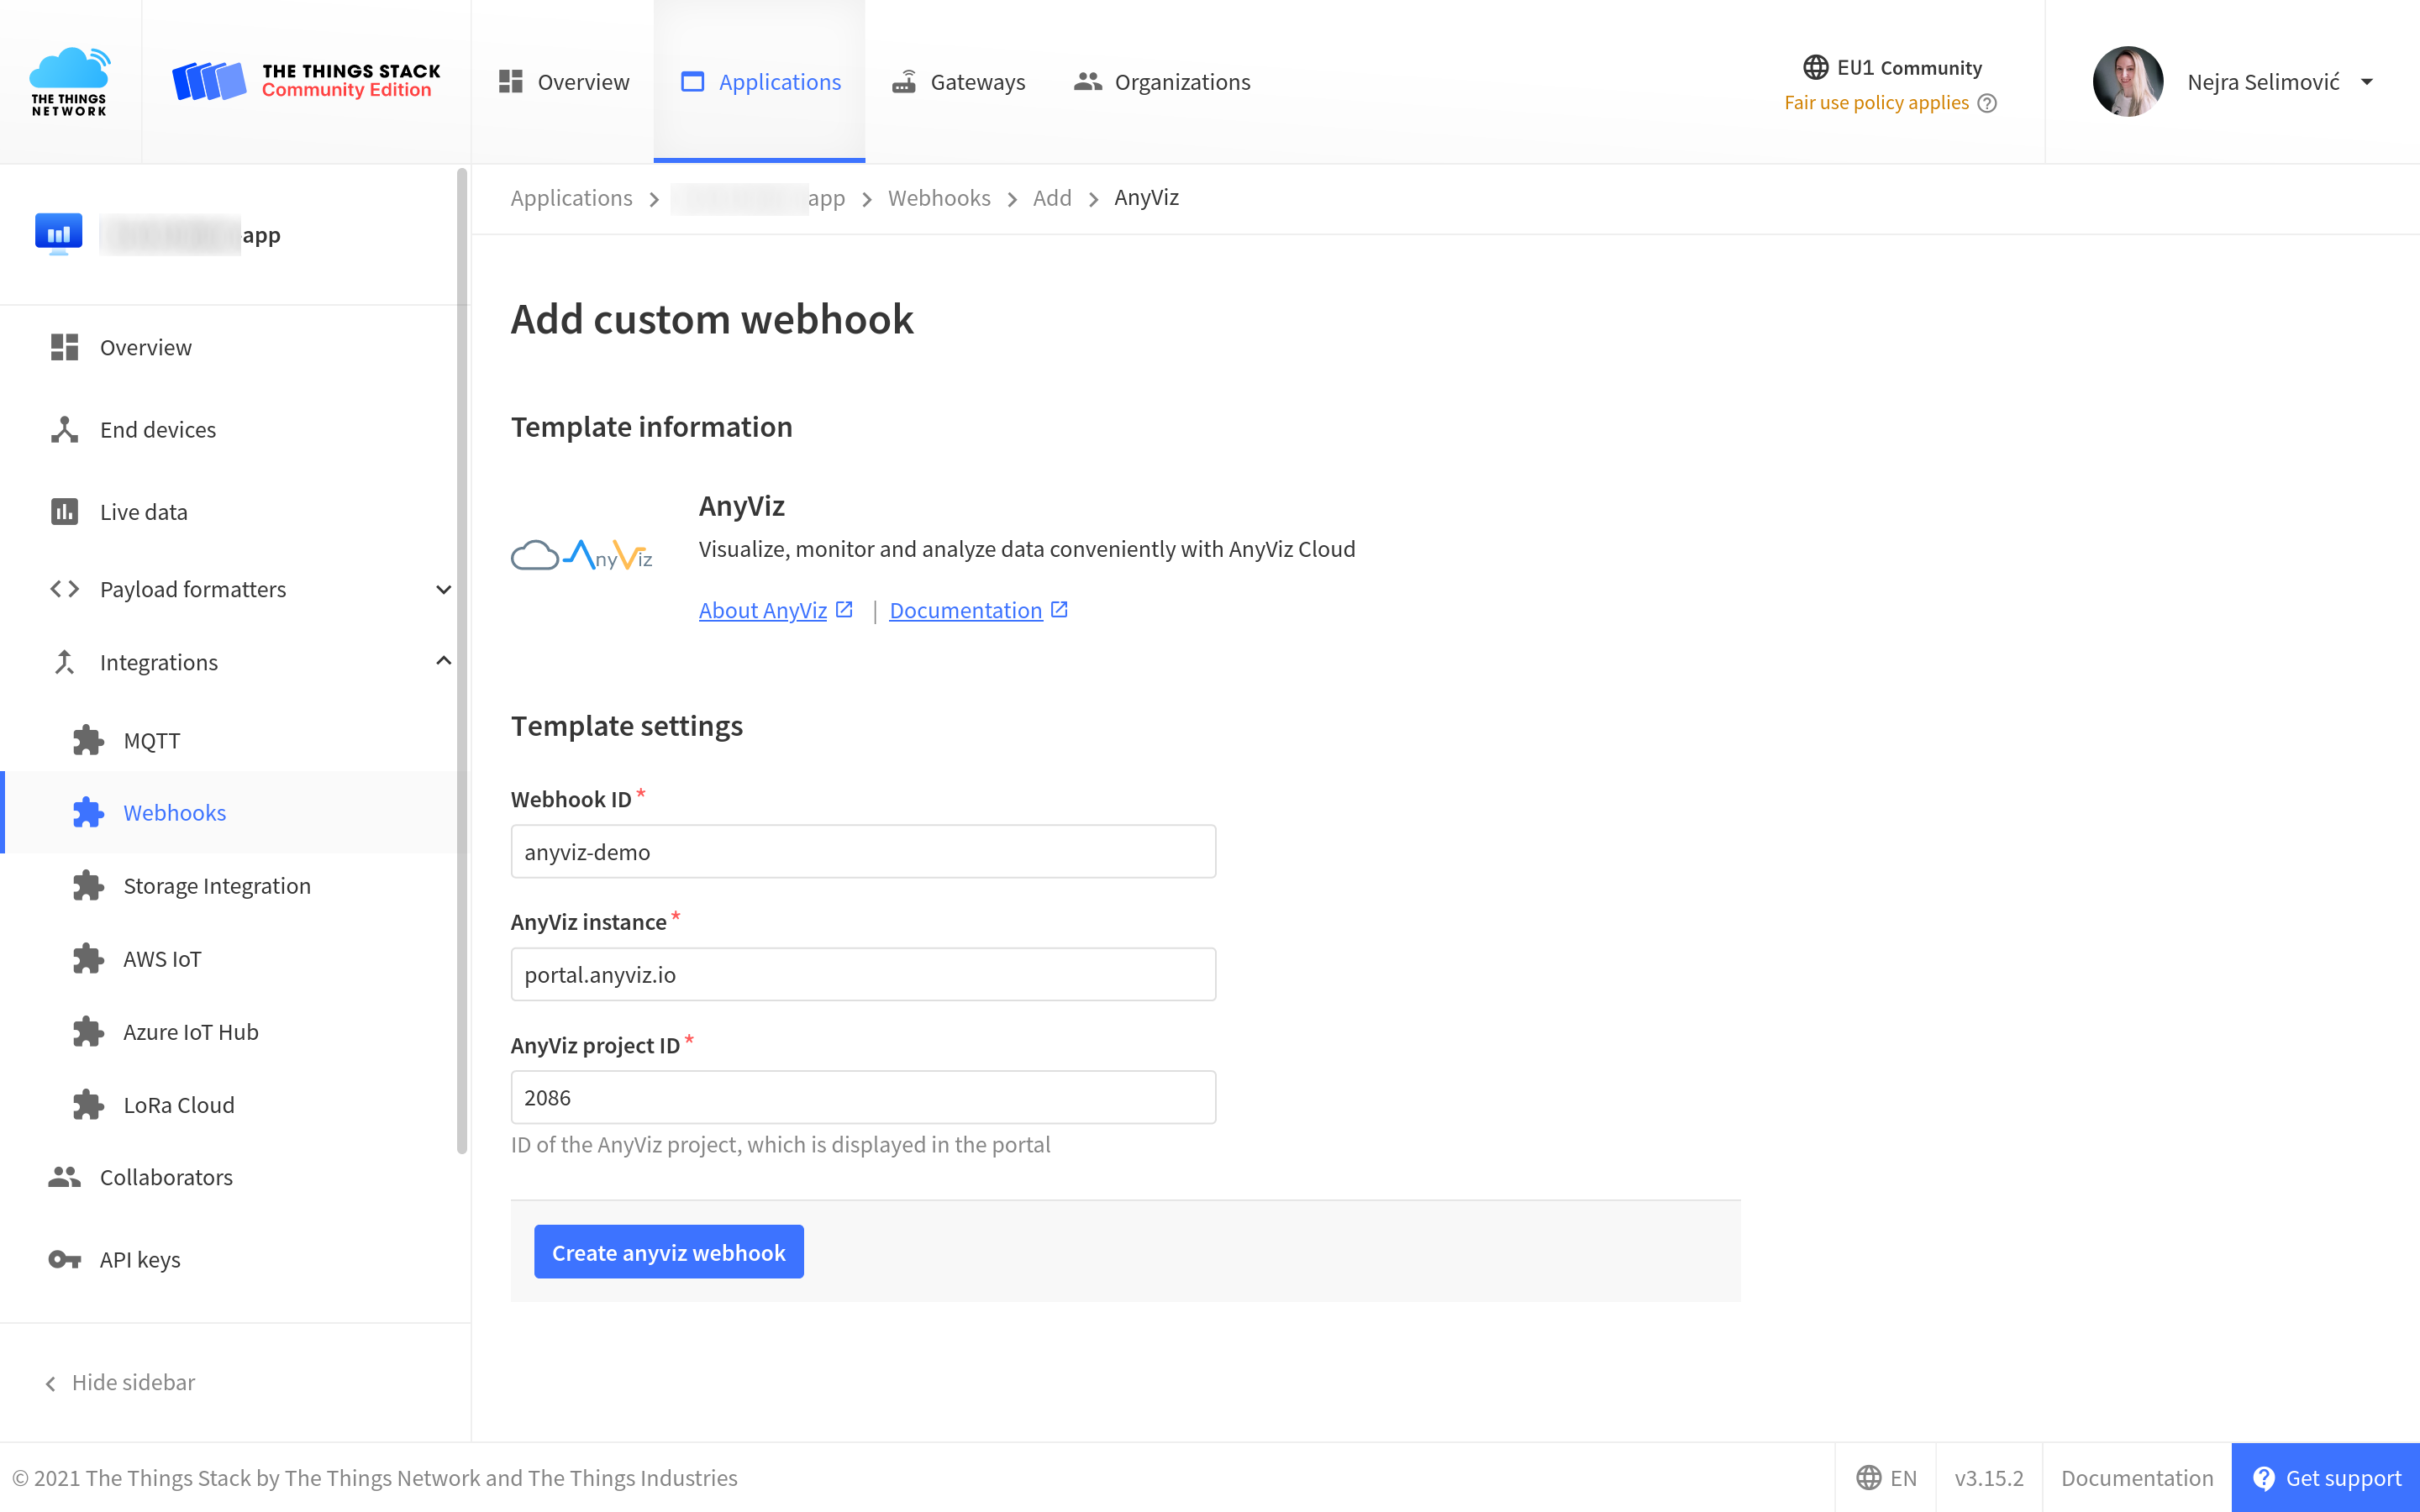 THE THINGS
NETWORK
THE THINGS STACK
Community Edition
Overview
Applications
Gateways
Organizations
EU1 Community
Fair use policy applies
Nejra Selimović
app
Applications
app
Webhooks
Add
AnyViz
Overview
End devices
Live data
Payload formatters
Integrations
MQTT
Webhooks
Storage Integration
AWS IoT
Azure IoT Hub
LoRa Cloud
Collaborators
API keys
Hide sidebar
Add custom webhook
Template information
AnyViz
AnyViz
Visualize, monitor and analyze data conveniently with AnyViz Cloud
About AnyViz | Documentation
Template settings
Webhook ID *
anyviz-demo
AnyViz instance *
portal.anyviz.io
AnyViz project ID *
2086
ID of the AnyViz project, which is displayed in the portal
Create anyviz webhook
© 2021 The Things Stack by The Things Network and The Things Industries
EN
v3.15.2
Documentation
Get support